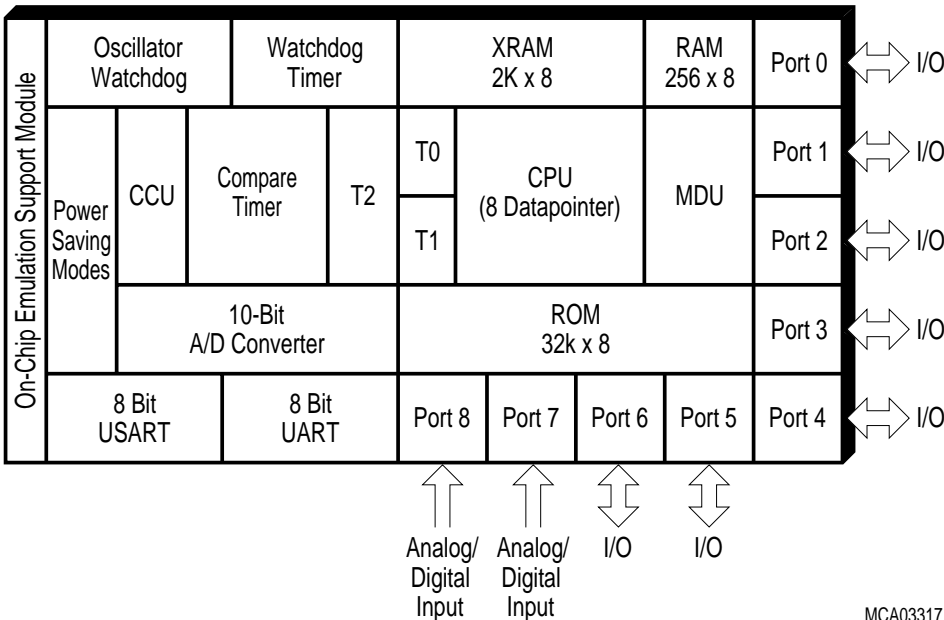 On-Chip Emulation Support Module
Oscillator
Watchdog
Watchdog
Timer
XRAM
2K x 8
RAM
256 x 8
Port 0
I/O
Power
Saving
Modes
CCU
Compare
Timer
T2
T0
T1
CPU
(8 Datapointer)
MDU
Port 1
I/O
Port 2
I/O
10-Bit
A/D Converter
ROM
32k x 8
Port 3
I/O
8 Bit
USART
8 Bit
UART
Port 8
Port 7
Port 6
Port 5
Port 4
I/O
Analog/
Digital
Input
Analog/
Digital
Input
I/O
I/O
MCA03317